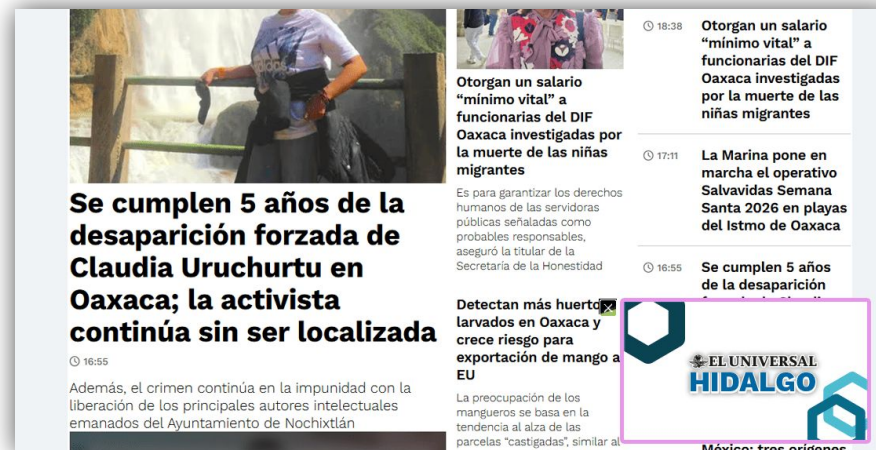 Se cumplen 5 años de la
desaparición forzada de
Claudia Uruchurtu en
Oaxaca; la activista
continúa sin ser localizada
16:55
Además, el crimen continúa en la impunidad con la
liberación de los principales autores intelectuales
emanados del Ayuntamiento de Nochixtlán
Otorgan un salario
“mínimo vital” a
funcionarias del DIF
Oaxaca investigadas por
la muerte de las niñas
migrantes
Es para garantizar los derechos
humanos de las servidoras
públicas señaladas como
probables responsables,
aseguró la titular de la
Secretaría de la Honestidad
Detectan más huerto
larvados en Oaxaca y
crece riesgo para
exportación de mango a
EU
La preocupación de los
mangueros se basa en la
tendencia al alza de las
parcelas “castigadas”, similar al
18:38
Otorgan un salario
“mínimo vital” a
funcionarias del DIF
Oaxaca investigadas
por la muerte de las
niñas migrantes
17:11
La Marina pone en
marcha el operativo
Salvavidas Semana
Santa 2026 en playas
del Istmo de Oaxaca
16:55
Se cumplen 5 años
de la desaparición
EL UNIVERSAL
HIDALGO
México: tres orígenes